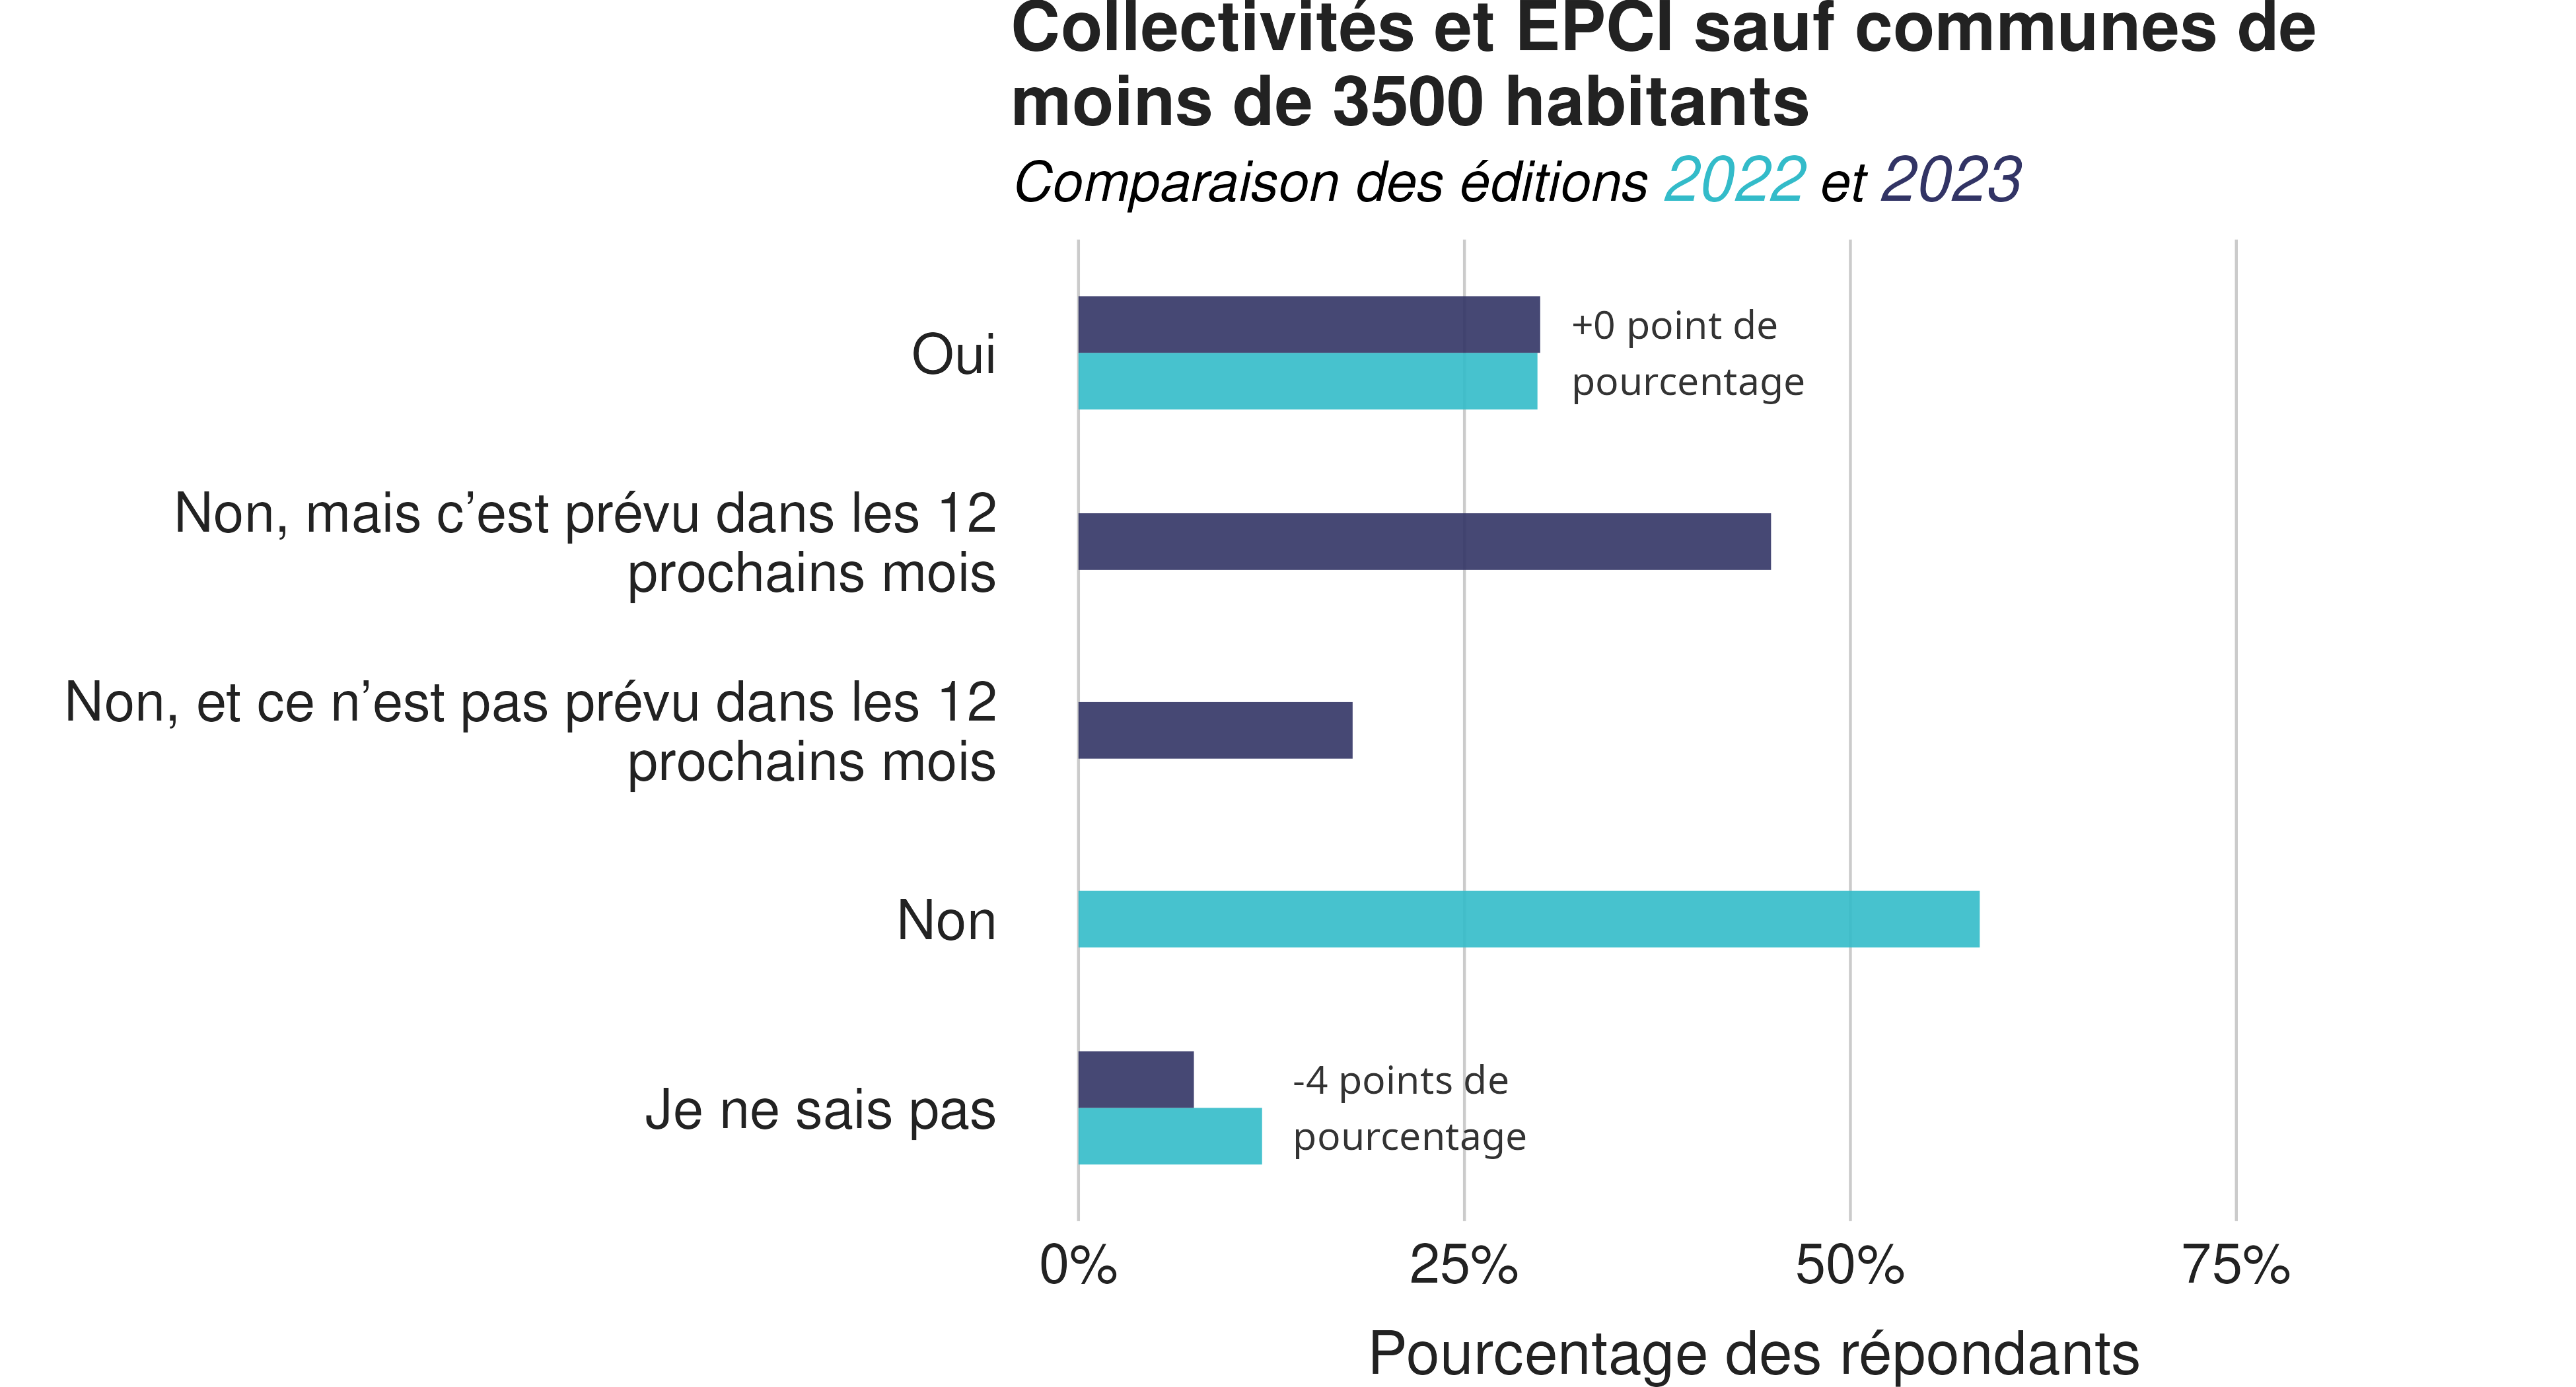 Collectivités et EPCI sauf communes de
moins de 3500 habitants
Comparaison des éditions 2022 et 2023
Oui
+0 point de
pourcentage
Non, mais c’est prévu dans les 12
prochains mois
Non, et ce n’est pas prévu dans les 12
prochains mois
Non
Je ne sais pas
-4 points de
pourcentage
0%
25%
50%
75%
Pourcentage des répondants